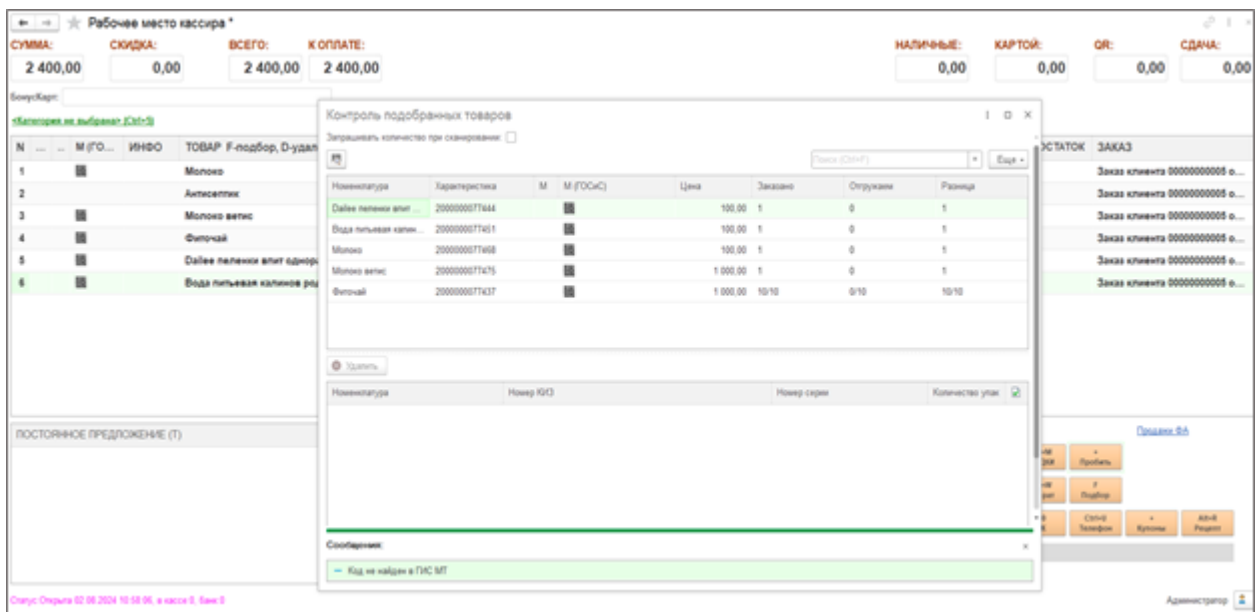 Рабочее место кассира *
СУММА: СКИДКА: ВСЕГО: К ОПЛАТЕ: НАЛИЧНЫЕ: КАРТОЙ: QR: СДАЧА:
2 400,00 0,00 2 400,00 2 400,00 0,00 0,00 0,00 0,00
БонусКарт:
<Категория не выбрана> (Ctrl+S)
Контроль подобранных товаров
Запрашивать количество при сканировании:
Поиск (Ctrl+F) Еще
N ... ... М (ГО... ИНФО ТОВАР F-подбор, D-удал ОСТАТОК ЗАКАЗ
1 Молоко Заказ клиента 00000000005 о...
2 Антисептик Заказ клиента 00000000005 о...
3 Молоко ветис Заказ клиента 00000000005 о...
4 Фиточай Заказ клиента 00000000005 о...
5 Dailee пеленки впит однора Заказ клиента 00000000005 о...
6 Вода питьевая калинов род Заказ клиента 00000000005 о...
Номенклатура Характеристика М М (ГОСиС) Цена Заказано Отгружаем Разница
Dailee пеленки впит ... 2000000077444 100,00 1 0 1
Вода питьевая калин... 2000000077451 100,00 1 0 1
Молоко 2000000077468 100,00 1 0 1
Молоко ветис 2000000077475 1 000,00 1 0 1
Фиточай 2000000077437 1 000,00 10/10 0/10 10/10
Удалить
Номенклатура Номер КИЗ Номер серии Количество упак
ПОСТОЯННОЕ ПРЕДЛОЖЕНИЕ (T)
Продажи ФА
+ Пробить
F Подбор
Ctrl+U Телефон + Купоны Alt+R Рецепт
Сообщения:
– Код не найден в ГИС МТ
Статус: Открыта 02.08.2024 10:58:06, в кассе 0, банк 0
Администратор